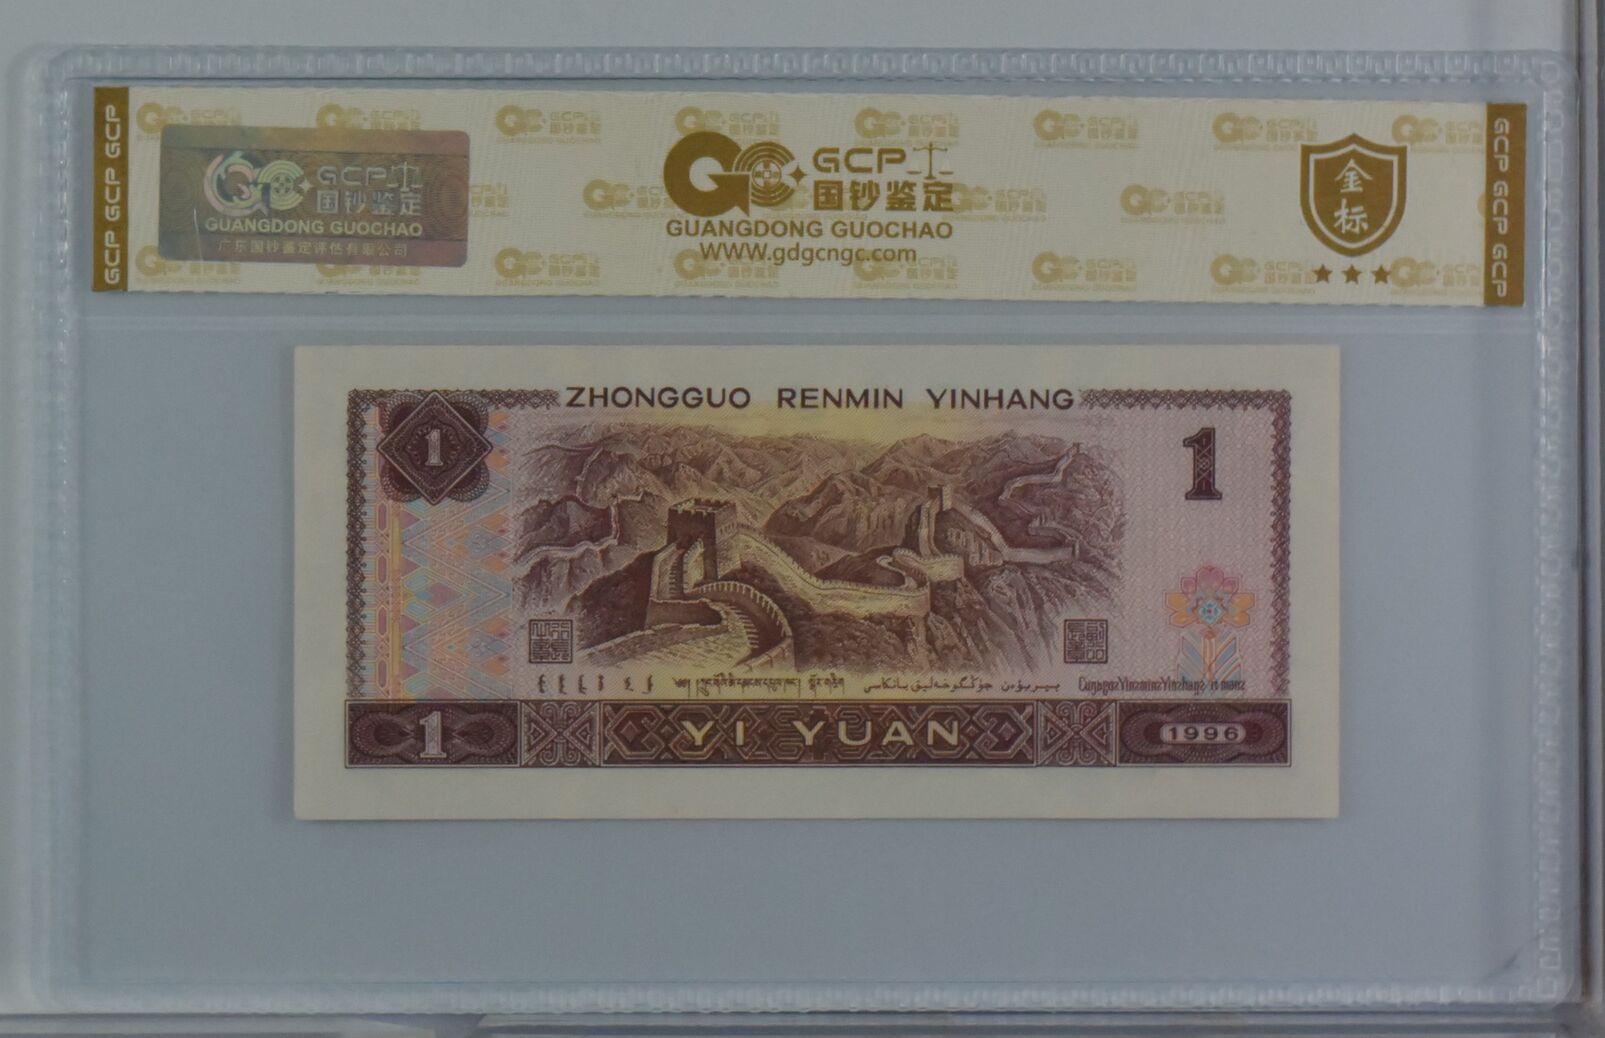 GCP GCP GCP
GCP 国钞鉴定
GUANGDONG GUOCHAO
广东国钞鉴定评估有限公司
GCP
国钞鉴定
GUANGDONG GUOCHAO
WWW.gdgcngc.com
金标
GCP GCP GCP
ZHONGGUO RENMIN YINHANG
1
1
1
YI YUAN
1996